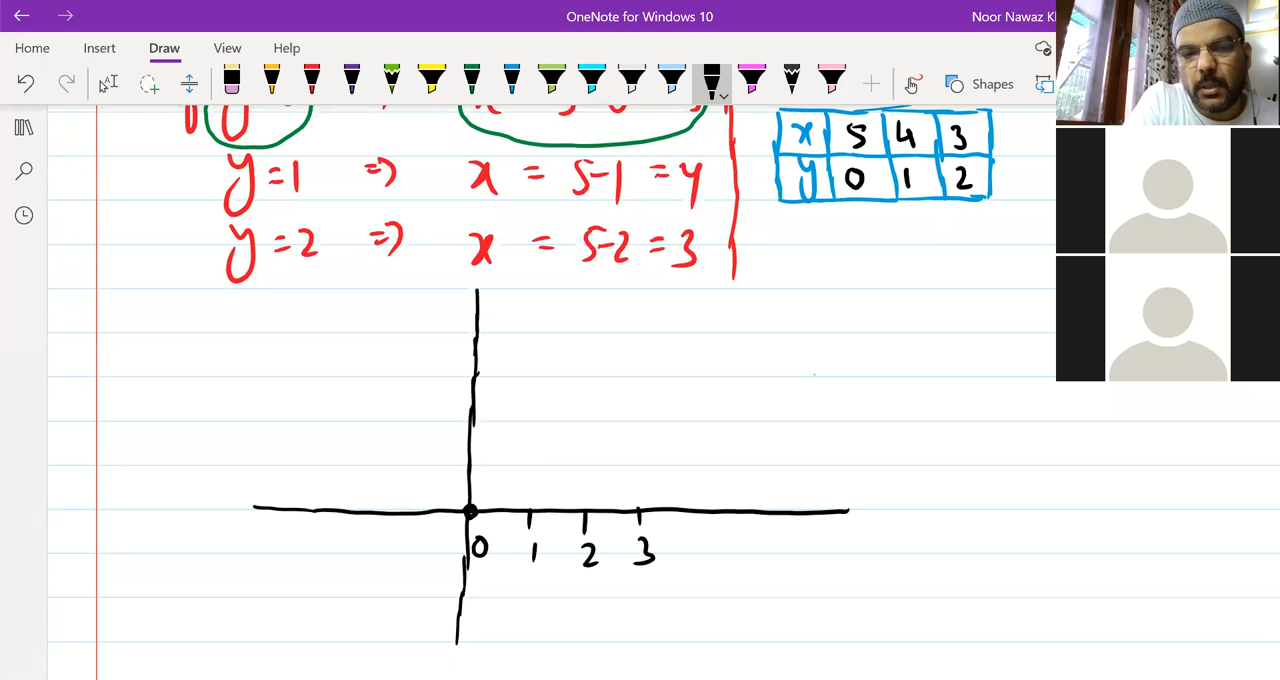 OneNote for Windows 10
Noor Nawaz
Home Insert Draw View Help
Shapes
x 5 4 3
y 0 1 2
y = 1 => x = 5-1 = 4
y = 2 => x = 5-2 = 3
0 1 2 3